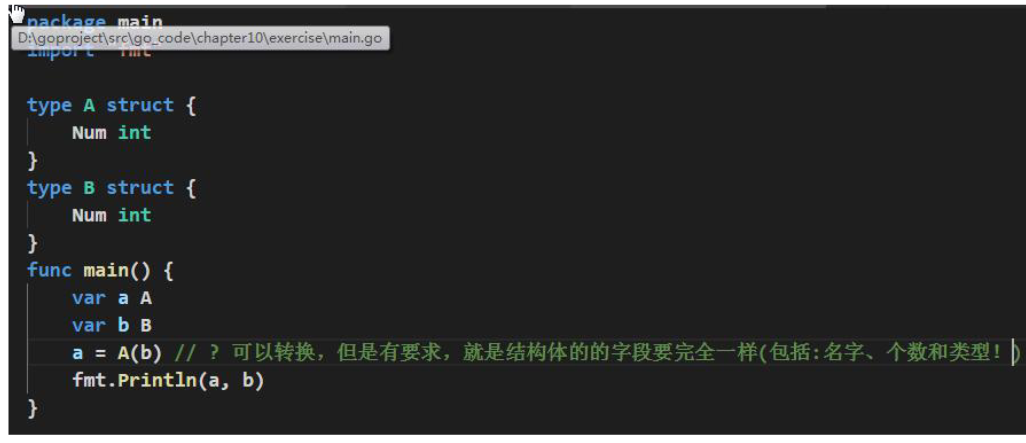 package main
D:\goproject\src\go_code\chapter10\exercise\main.go
import "fmt"
type A struct {
Num int
}
type B struct {
Num int
}
func main() {
var a A
var b B
a = A(b) // ? 可以转换，但是有要求，就是结构体的的字段要完全一样(包括:名字、个数和类型！)
fmt.Println(a, b)
}